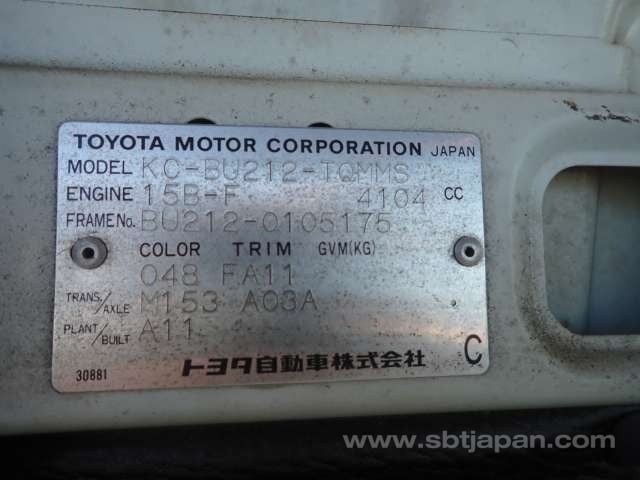 TOYOTA MOTOR CORPORATION JAPAN
MODEL KC-BU212-TQMMS
ENGINE 15B-F 4104 CC
FRAME No. BU212-0105175
COLOR TRIM GVM(KG)
048 FA11
TRANS./AXLE M153 A03A
PLANT/BUILT A11
トヨタ自動車株式会社 C
30881
www.sbtjapan.com